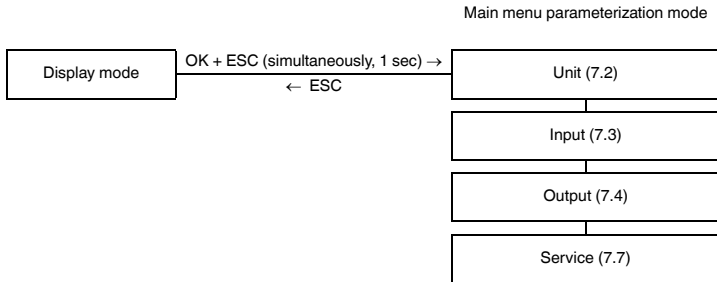 Main menu parameterization mode
Display mode
OK + ESC (simultaneously, 1 sec) →
← ESC
Unit (7.2)
Input (7.3)
Output (7.4)
Service (7.7)